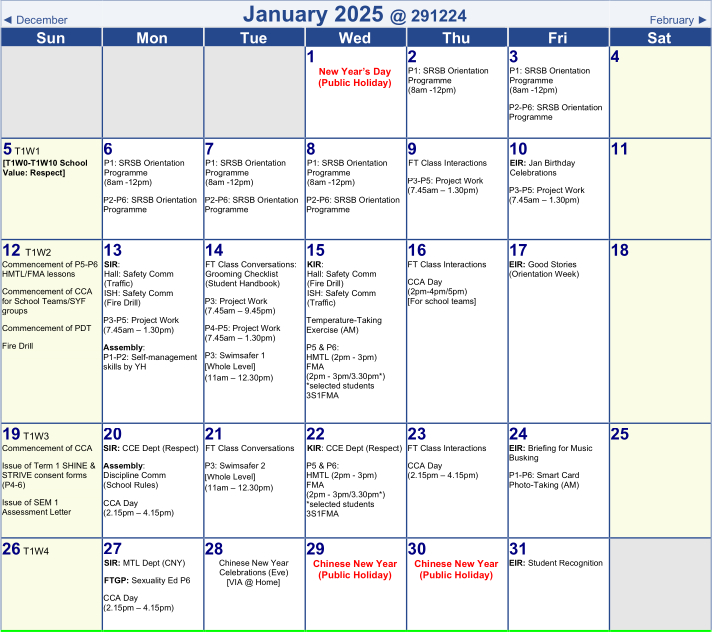 ◄ December
January 2025 @ 291224
February ►
Sun
Mon
Tue
Wed
Thu
Fri
Sat
1
New Year's Day
(Public Holiday)
2
P1: SRSB Orientation
Programme
(8am -12pm)
3
P1: SRSB Orientation
Programme
(8am -12pm)
P2-P6: SRSB Orientation
Programme
4
5 T1W1
[T1W0-T1W10 School
Value: Respect]
6
P1: SRSB Orientation
Programme
(8am -12pm)
P2-P6: SRSB Orientation
Programme
7
P1: SRSB Orientation
Programme
(8am -12pm)
P2-P6: SRSB Orientation
Programme
8
P1: SRSB Orientation
Programme
(8am -12pm)
P2-P6: SRSB Orientation
Programme
9
FT Class Interactions
P3-P5: Project Work
(7.45am – 1.30pm)
10
EIR: Jan Birthday
Celebrations
P3-P5: Project Work
(7.45am – 1.30pm)
11
12 T1W2
Commencement of P5-P6
HMTL/FMA lessons
Commencement of CCA
for School Teams/SYF
groups
Commencement of PDT
Fire Drill
13
SIR:
Hall: Safety Comm
(Traffic)
ISH: Safety Comm
(Fire Drill)
P3-P5: Project Work
(7.45am – 1.30pm)
Assembly:
P1-P2: Self-management
skills by YH
14
FT Class Conversations:
Grooming Checklist
(Student Handbook)
P3: Project Work
(7.45am – 9.45pm)
P4-P5: Project Work
(7.45am – 1.30pm)
P3: Swimsafer 1
[Whole Level]
(11am – 12.30pm)
15
KIR:
Hall: Safety Comm
(Fire Drill)
ISH: Safety Comm
(Traffic)
Temperature-Taking
Exercise (AM)
P5 & P6:
HMTL (2pm - 3pm)
FMA
(2pm - 3pm/3.30pm*)
*selected students
3S1FMA
16
FT Class Interactions
CCA Day
(2pm-4pm/5pm)
[For school teams]
17
EIR: Good Stories
(Orientation Week)
18
19 T1W3
Commencement of CCA
Issue of Term 1 SHINE &
STRIVE consent forms
(P4-6)
Issue of SEM 1
Assessment Letter
20
SIR: CCE Dept (Respect)
Assembly:
Discipline Comm
(School Rules)
CCA Day
(2.15pm – 4.15pm)
21
FT Class Conversations
P3: Swimsafer 2
[Whole Level]
(11am – 12.30pm)
22
KIR: CCE Dept (Respect)
P5 & P6:
HMTL (2pm - 3pm)
FMA
(2pm - 3pm/3.30pm*)
*selected students
3S1FMA
23
FT Class Interactions
CCA Day
(2.15pm – 4.15pm)
24
EIR: Briefing for Music
Busking
P1-P6: Smart Card
Photo-Taking (AM)
25
26 T1W4
27
SIR: MTL Dept (CNY)
FTGP: Sexuality Ed P6
CCA Day
(2.15pm – 4.15pm)
28
Chinese New Year
Celebrations (Eve)
[VIA @ Home]
29
Chinese New Year
(Public Holiday)
30
Chinese New Year
(Public Holiday)
31
EIR: Student Recognition